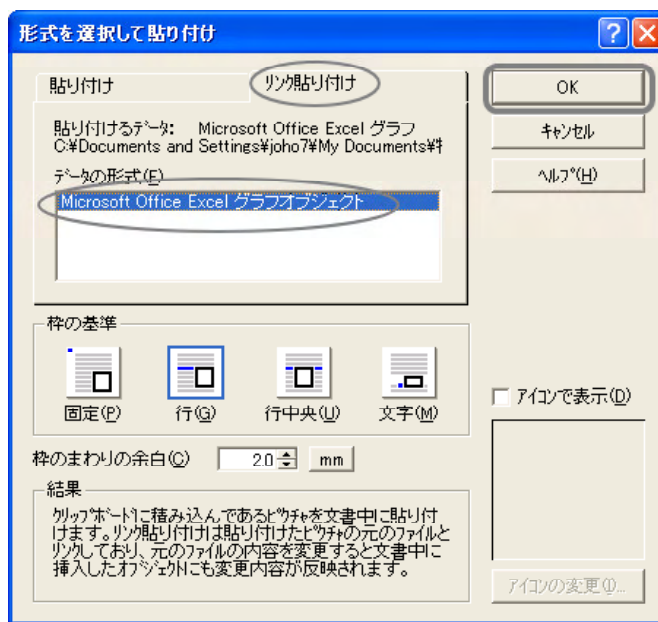 形式を選択して貼り付け
貼り付け
リンク貼り付け
OK
キャンセル
ヘルプ(H)
貼り付けるデータ: Microsoft Office Excel グラフ
C:¥Documents and Settings¥joho7¥My Documents¥
データの形式(F)
Microsoft Office Excel グラフオブジェクト
枠の基準
固定(P)
行(G)
行中央(U)
文字(M)
アイコンで表示(D)
枠のまわりの余白(C)
2.0
mm
結果
クリップボードに積み込んであるピクチャを文書中に貼り付
けます。リンク貼り付けは貼り付けたピクチャの元のファイルと
リンクしており、元のファイルの内容を変更すると文書中に
挿入したオブジェクトにも変更内容が反映されます。
アイコンの変更(I)...